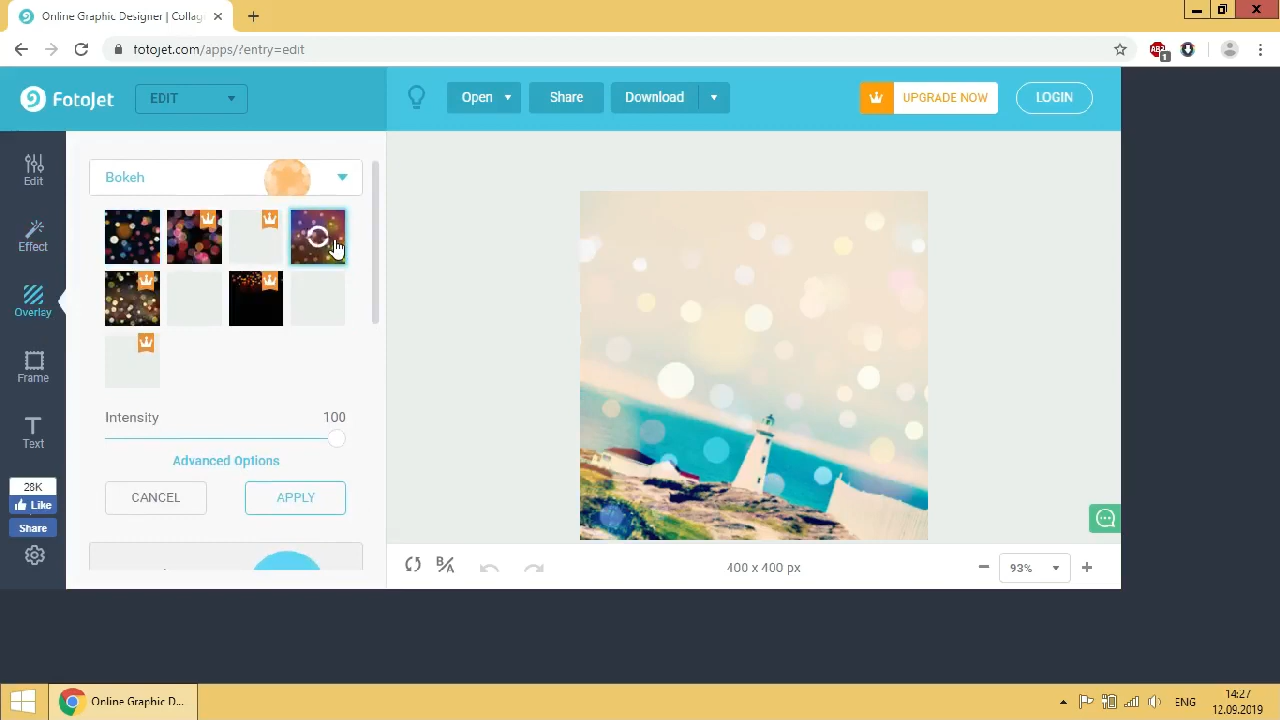 Online Graphic Designer | Collag
fotojet.com/apps/?entry=edit
ABP
1
FotoJet
EDIT
Open
Share
Download
UPGRADE NOW
LOGIN
Edit
Effect
Overlay
Frame
Text
28K
Like
Share
Bokeh
Intensity
100
Advanced Options
CANCEL
APPLY
B/A
400 x 400 px
93%
Online Graphic D...
ENG
14:27
12.09.2019